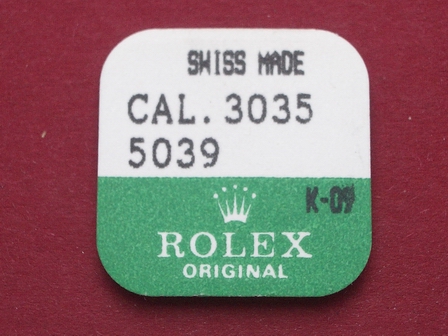 SWISS MADE
CAL. 3035
5039
K-09
ROLEX
ORIGINAL